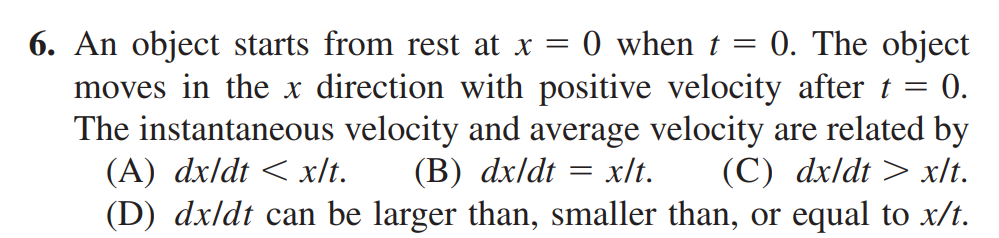 6. An object starts from rest at x = 0 when t = 0. The object
moves in the x direction with positive velocity after t = 0.
The instantaneous velocity and average velocity are related by
(A) dx/dt < x/t. (B) dx/dt = x/t. (C) dx/dt > x/t.
(D) dx/dt can be larger than, smaller than, or equal to x/t.